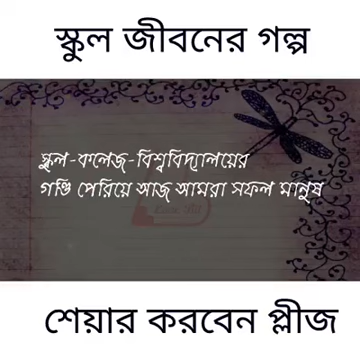 স্কুল জীবনের গল্প
স্কুল-কলেজ-বিশ্ববিদ্যালয়ের
গন্ডি পেরিয়ে আজ আমরা সফল মানুষ
শেয়ার করবেন প্লীজ